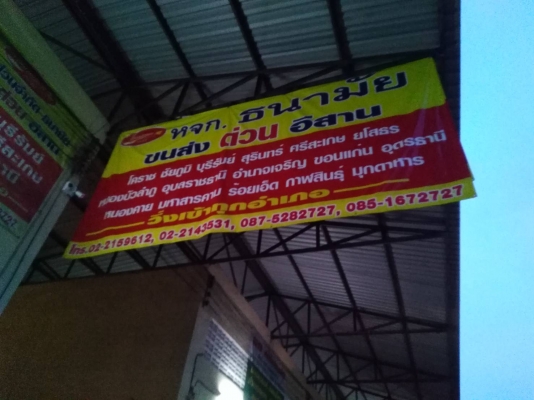 หจก. ธนามัย
ขนส่ง ด่วน อีสาน
โคราช ชัยภูมิ บุรีรัมย์ สุรินทร์ ศรีสะเกษ ยโสธร
หนองบัวลำภู อุบลราชธานี อำนาจเจริญ ขอนแก่น อุดรธานี
หนองคาย มหาสารคาม ร้อยเอ็ด กาฬสินธุ์ มุกดาหาร
วิ่งเข้าทุกอำเภอ
โทร.02-2159512, 02-2143531, 087-5282727, 085-1672727